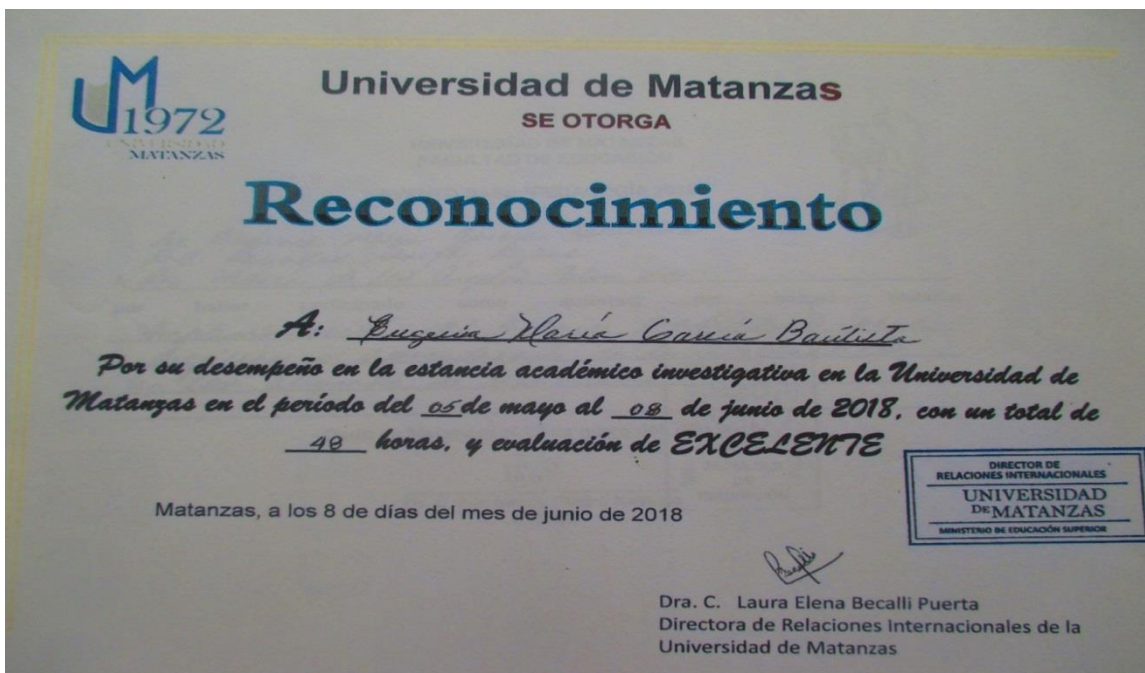 UM
1972
UNIVERSIDAD
MATANZAS
Universidad de Matanzas
SE OTORGA
Reconocimiento
A: Eugenia María García Bautista
Por su desempeño en la estancia académico investigativa en la Universidad de
Matanzas en el período del 05 de mayo al 08 de junio de 2018, con un total de
48 horas, y evaluación de EXCELENTE
DIRECTOR DE
RELACIONES INTERNACIONALES
UNIVERSIDAD
DE MATANZAS
MINISTERIO DE EDUCACIÓN SUPERIOR
Matanzas, a los 8 de días del mes de junio de 2018
Dra. C. Laura Elena Becalli Puerta
Directora de Relaciones Internacionales de la
Universidad de Matanzas